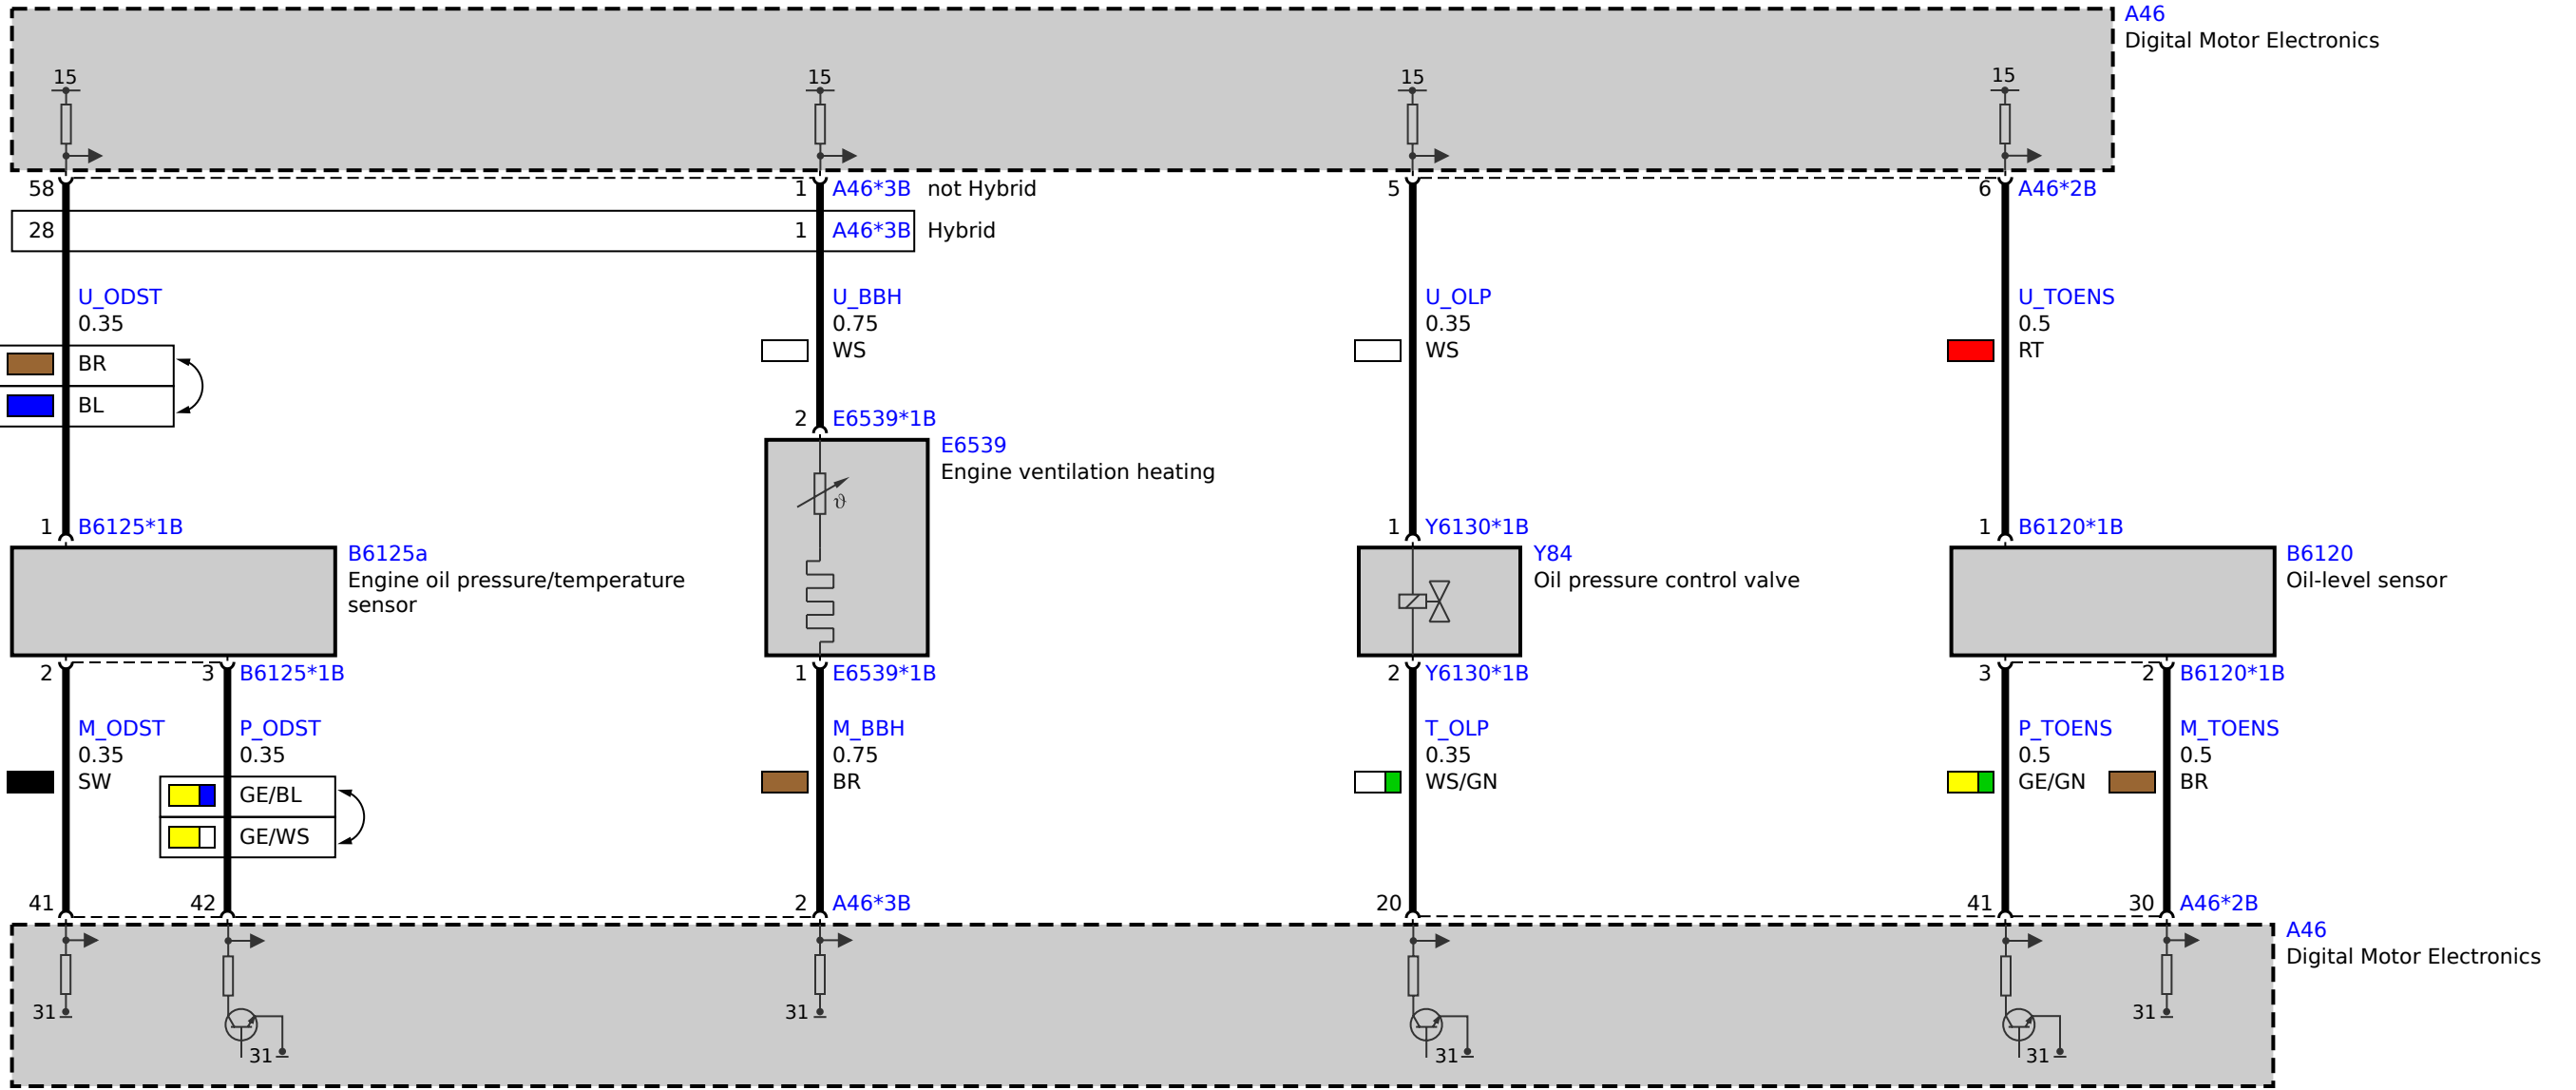 A46
Digital Motor Electronics
15 15 15 15
58 1 A46*3B not Hybrid 5 6 A46*2B
28 1 A46*3B Hybrid
U_ODST U_BBH U_OLP U_TOENS
0.35 0.75 0.35 0.5
WS WS RT
BR
BL
2 E6539*1B
E6539
Engine ventilation heating
ϑ
1 B6125*1B 1 Y6130*1B 1 B6120*1B
B6125a Y84 B6120
Engine oil pressure/temperature Oil pressure control valve Oil-level sensor
sensor
2 3 B6125*1B 1 E6539*1B 2 Y6130*1B 3 2 B6120*1B
M_ODST P_ODST M_BBH T_OLP P_TOENS M_TOENS
0.35 0.35 0.75 0.35 0.5 0.5
SW BR WS/GN GE/GN BR
GE/BL
GE/WS
41 42 2 A46*3B 20 41 30 A46*2B
A46
Digital Motor Electronics
31 31 31
31 31 31